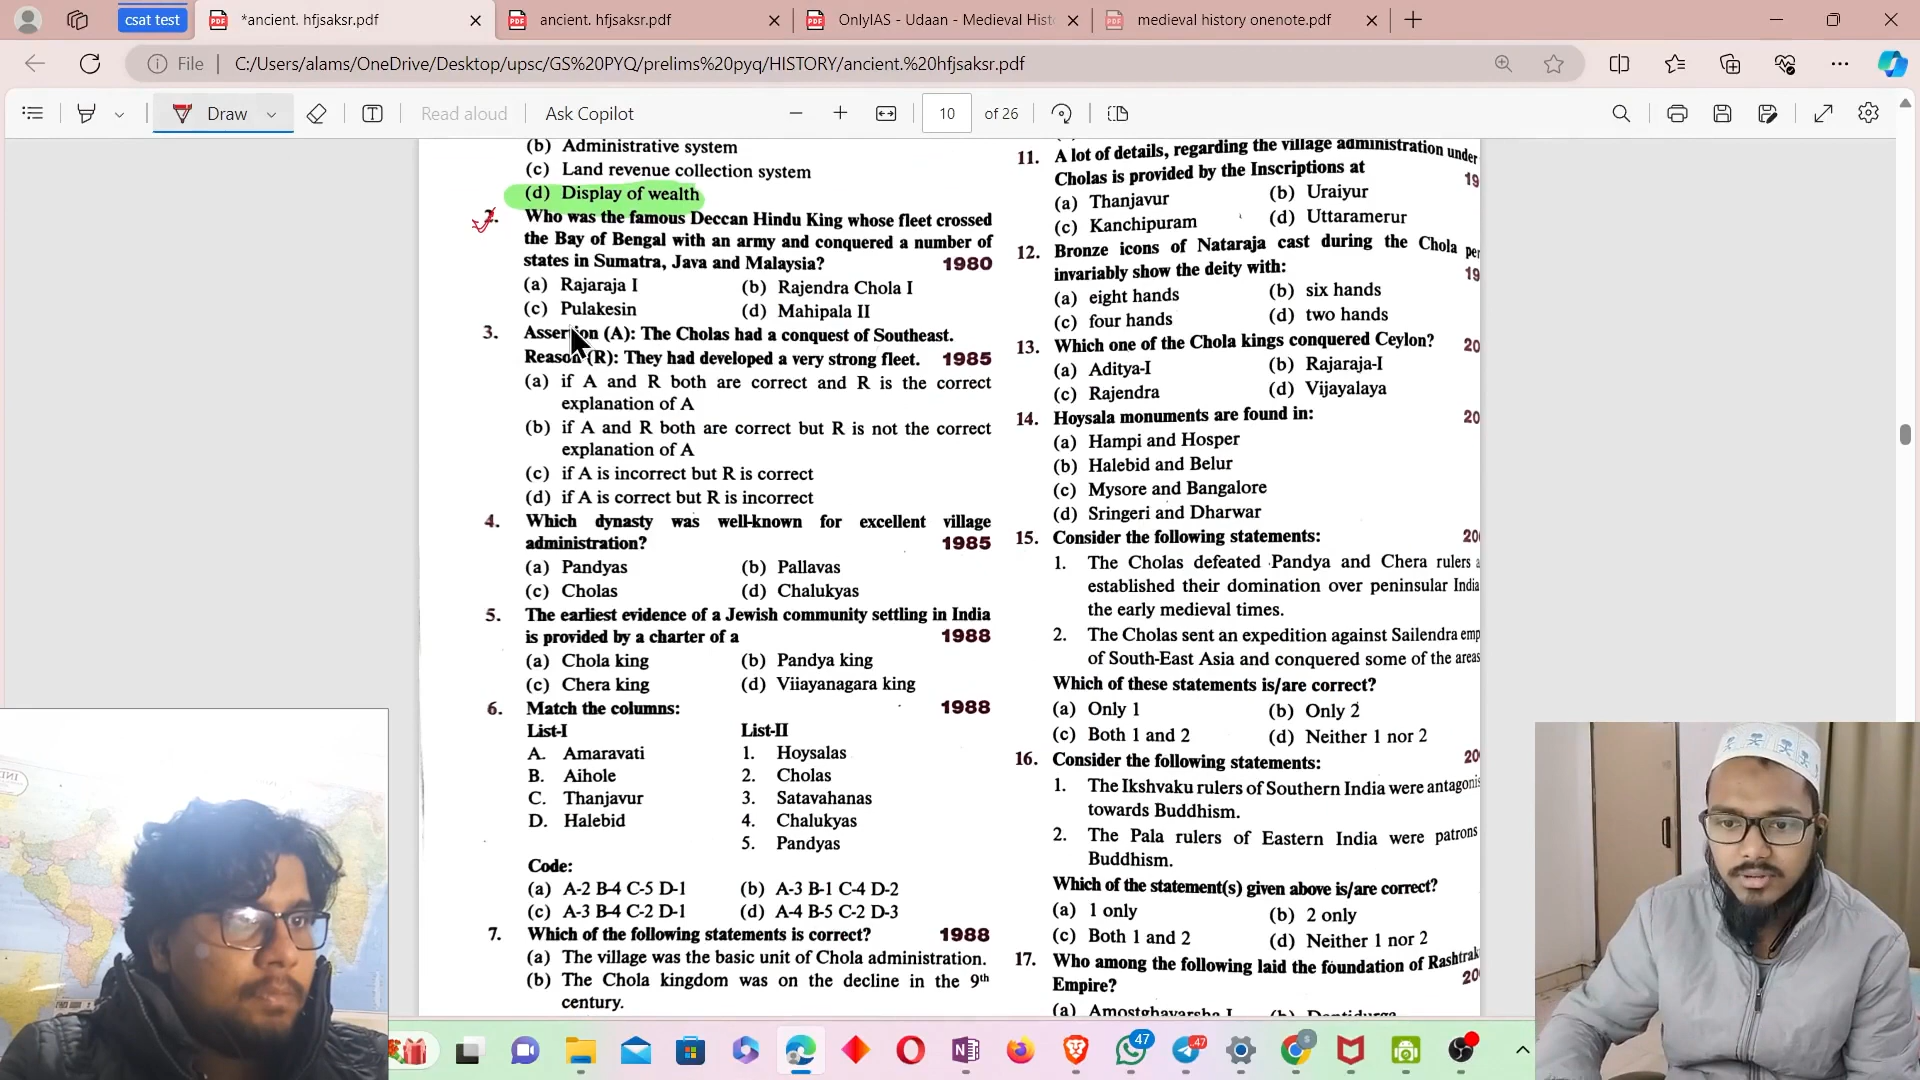 csat test
*ancient. hfjsaksr.pdf
ancient. hfjsaksr.pdf
OnlyIAS - Udaan - Medieval Hist
medieval history onenote.pdf
File
C:/Users/alams/OneDrive/Desktop/upsc/GS%20PYQ/prelims%20pyq/HISTORY/ancient.%20hfjsaksr.pdf
Draw
Read aloud
Ask Copilot
10
of 26
(b) Administrative system
(c) Land revenue collection system
(d) Display of wealth
2. Who was the famous Deccan Hindu King whose fleet crossed
the Bay of Bengal with an army and conquered a number of
states in Sumatra, Java and Malaysia? 1980
(a) Rajaraja I (b) Rajendra Chola I
(c) Pulakesin (d) Mahipala II
3. Assertion (A): The Cholas had a conquest of Southeast.
Reason (R): They had developed a very strong fleet. 1985
(a) if A and R both are correct and R is the correct
explanation of A
(b) if A and R both are correct but R is not the correct
explanation of A
(c) if A is incorrect but R is correct
(d) if A is correct but R is incorrect
4. Which dynasty was well-known for excellent village
administration? 1985
(a) Pandyas (b) Pallavas
(c) Cholas (d) Chalukyas
5. The earliest evidence of a Jewish community settling in India
is provided by a charter of a 1988
(a) Chola king (b) Pandya king
(c) Chera king (d) Viiayanagara king
6. Match the columns: 1988
List-I List-II
A. Amaravati 1. Hoysalas
B. Aihole 2. Cholas
C. Thanjavur 3. Satavahanas
D. Halebid 4. Chalukyas
5. Pandyas
Code:
(a) A-2 B-4 C-5 D-1 (b) A-3 B-1 C-4 D-2
(c) A-3 B-4 C-2 D-1 (d) A-4 B-5 C-2 D-3
7. Which of the following statements is correct? 1988
(a) The village was the basic unit of Chola administration.
(b) The Chola kingdom was on the decline in the 9th
century.
11. A lot of details, regarding the village administration under
Cholas is provided by the Inscriptions at 19
(a) Thanjavur (b) Uraiyur
(c) Kanchipuram (d) Uttaramerur
12. Bronze icons of Nataraja cast during the Chola per
invariably show the deity with: 19
(a) eight hands (b) six hands
(c) four hands (d) two hands
13. Which one of the Chola kings conquered Ceylon? 20
(a) Aditya-I (b) Rajaraja-I
(c) Rajendra (d) Vijayalaya
14. Hoysala monuments are found in: 20
(a) Hampi and Hosper
(b) Halebid and Belur
(c) Mysore and Bangalore
(d) Sringeri and Dharwar
15. Consider the following statements: 20
1. The Cholas defeated Pandya and Chera rulers a
established their domination over peninsular India
the early medieval times.
2. The Cholas sent an expedition against Sailendra emp
of South-East Asia and conquered some of the areas
Which of these statements is/are correct?
(a) Only 1 (b) Only 2
(c) Both 1 and 2 (d) Neither 1 nor 2
16. Consider the following statements: 20
1. The Ikshvaku rulers of Southern India were antagonis
towards Buddhism.
2. The Pala rulers of Eastern India were patrons
Buddhism.
Which of the statement(s) given above is/are correct?
(a) 1 only (b) 2 only
(c) Both 1 and 2 (d) Neither 1 nor 2
17. Who among the following laid the foundation of Rashtrak
Empire? 20
(a) Amoghavarsha I (b) Dantidurga
47
47